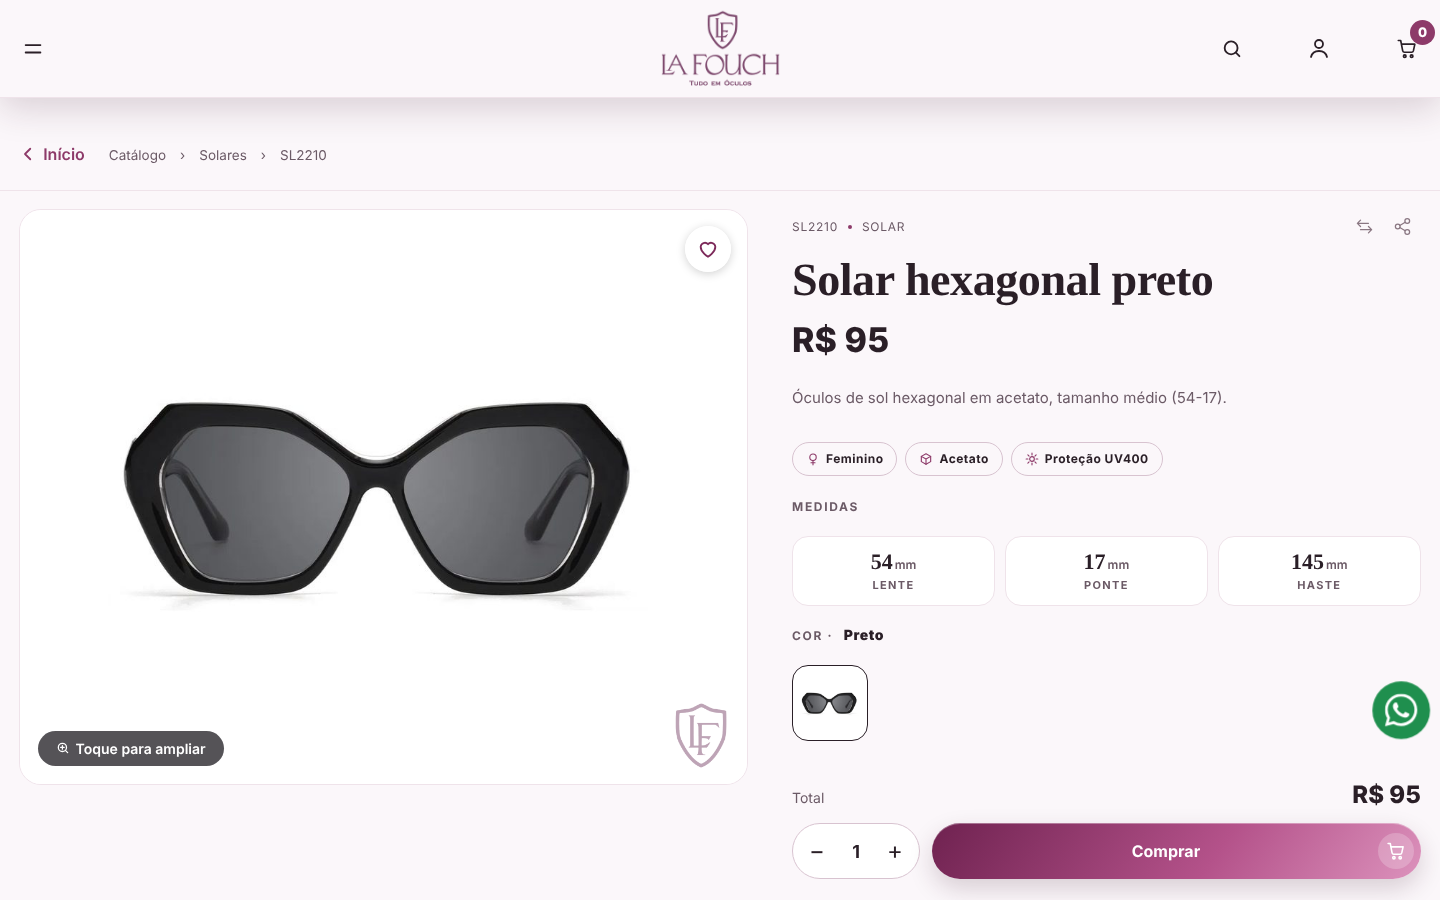 LF
LA FOUCH
TUDO EM ÓCULOS
0
Início
Catálogo › Solares › SL2210
SL2210 • SOLAR
Solar hexagonal preto
R$ 95
Óculos de sol hexagonal em acetato, tamanho médio (54-17).
Feminino
Acetato
Proteção UV400
MEDIDAS
54 mm
LENTE
17 mm
PONTE
145 mm
HASTE
COR · Preto
LF
Toque para ampliar
Total
R$ 95
− 1 +
Comprar